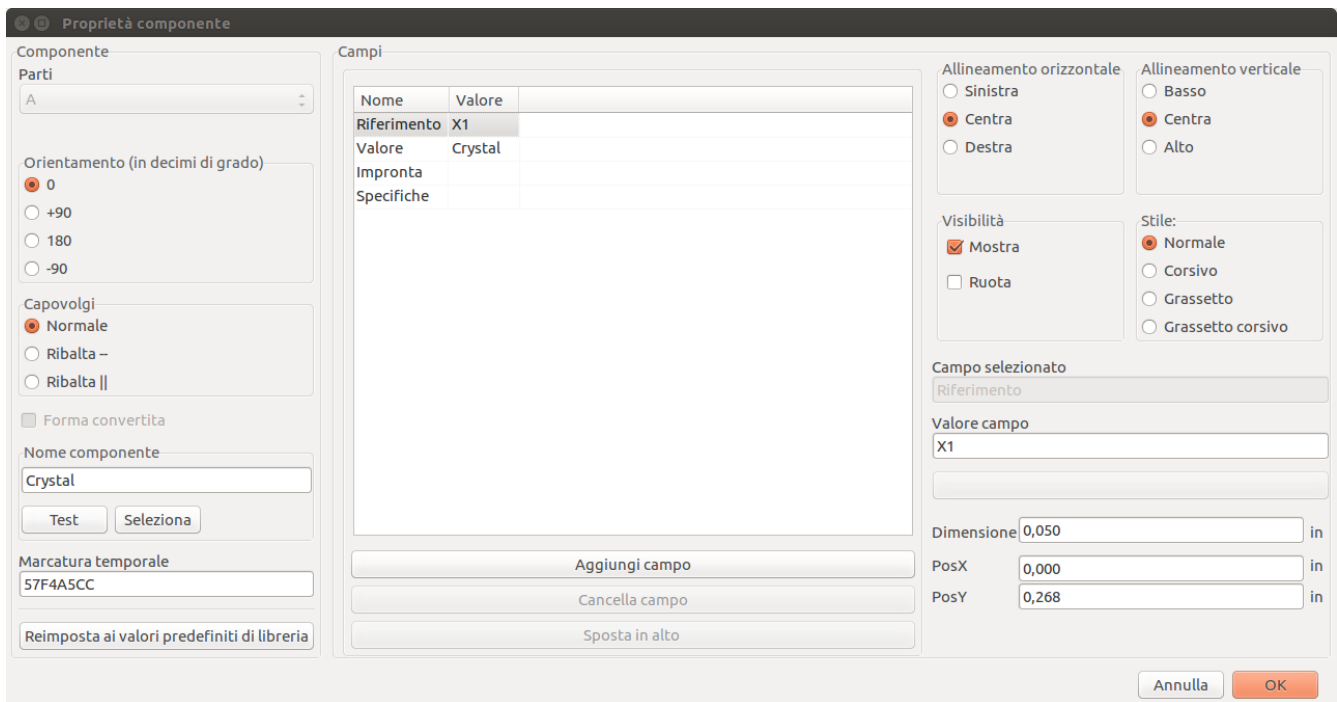 Proprietà componente
Componente
Parti
A
Orientamento (in decimi di grado)
0
+90
180
-90
Capovolgi
Normale
Ribalta --
Ribalta ||
Forma convertita
Nome componente
Crystal
Test Seleziona
Marcatura temporale
57F4A5CC
Reimposta ai valori predefiniti di libreria
Campi
Nome Valore
Riferimento X1
Valore Crystal
Impronta
Specifiche
Aggiungi campo
Cancella campo
Sposta in alto
Allineamento orizzontale
Sinistra
Centra
Destra
Allineamento verticale
Basso
Centra
Alto
Visibilità
Mostra
Ruota
Stile:
Normale
Corsivo
Grassetto
Grassetto corsivo
Campo selezionato
Riferimento
Valore campo
X1
Dimensione 0,050 in
PosX 0,000 in
PosY 0,268 in
Annulla OK